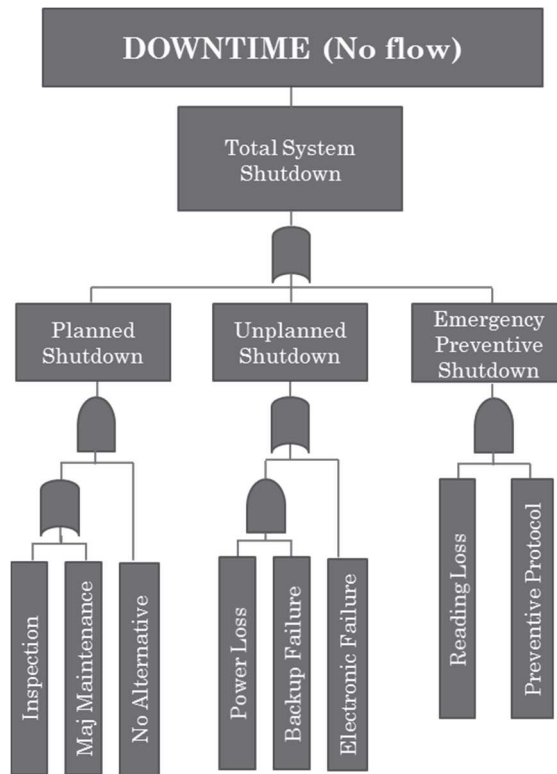 DOWNTIME (No flow)
Total System
Shutdown
Planned
Shutdown
Unplanned
Shutdown
Emergency
Preventive
Shutdown
Inspection
Maj Maintenance
No Alternative
Power Loss
Backup Failure
Electronic Failure
Reading Loss
Preventive Protocol